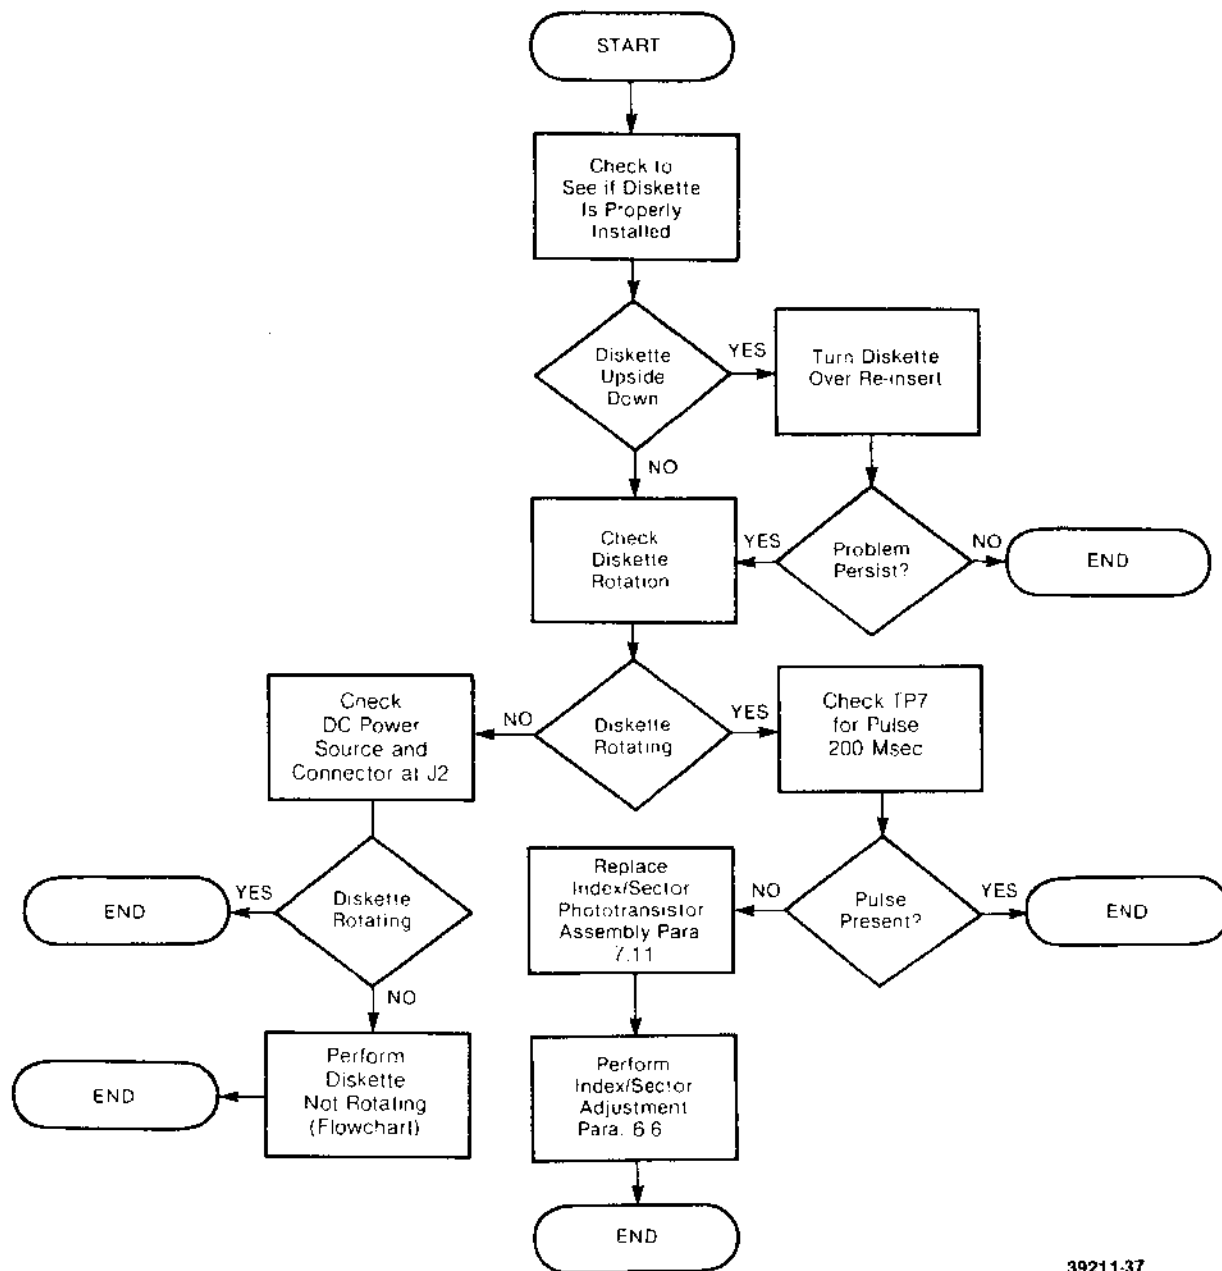 START
Check to
See if Diskette
Is Properly
Installed
Diskette
Upside
Down
YES
Turn Diskette
Over Re-insert
NO
Check
Diskette
Rotation
YES
Problem
Persist?
NO
END
Check
DC Power
Source and
Connector at J2
NO
Diskette
Rotating
YES
Check TP7
for Pulse
200 Msec
END
YES
Diskette
Rotating
Replace
Index/Sector
Phototransistor
Assembly Para
7.11
NO
Pulse
Present?
YES
END
NO
END
Perform
Diskette
Not Rotating
(Flowchart)
Perform
Index/Sector
Adjustment
Para. 6.6
END
39211-37